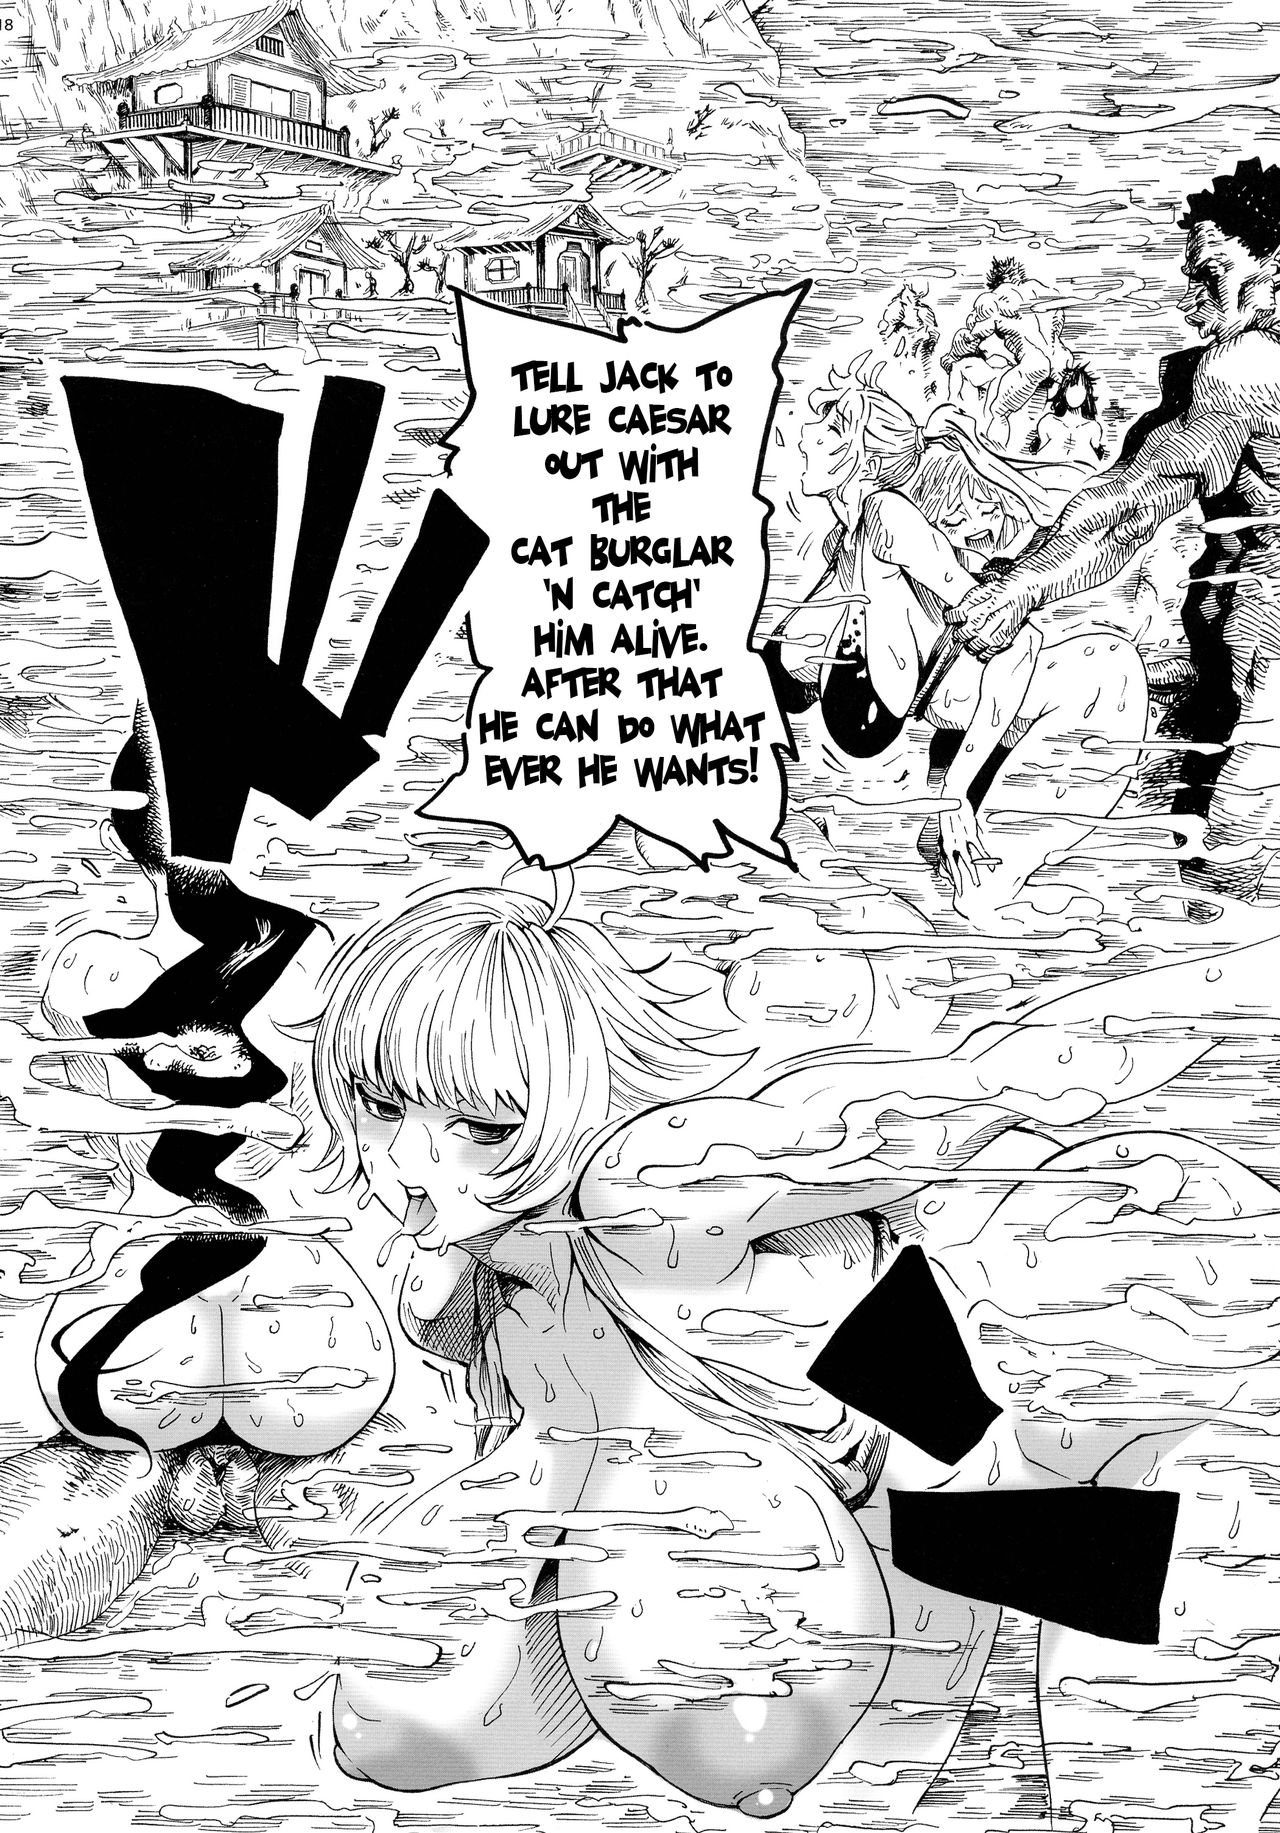 18
TELL JACK TO
LURE CAESAR
OUT WITH
THE
CAT BURGLAR
'N CATCH'
HIM ALIVE.
AFTER THAT
HE CAN DO WHAT
EVER HE WANTS!